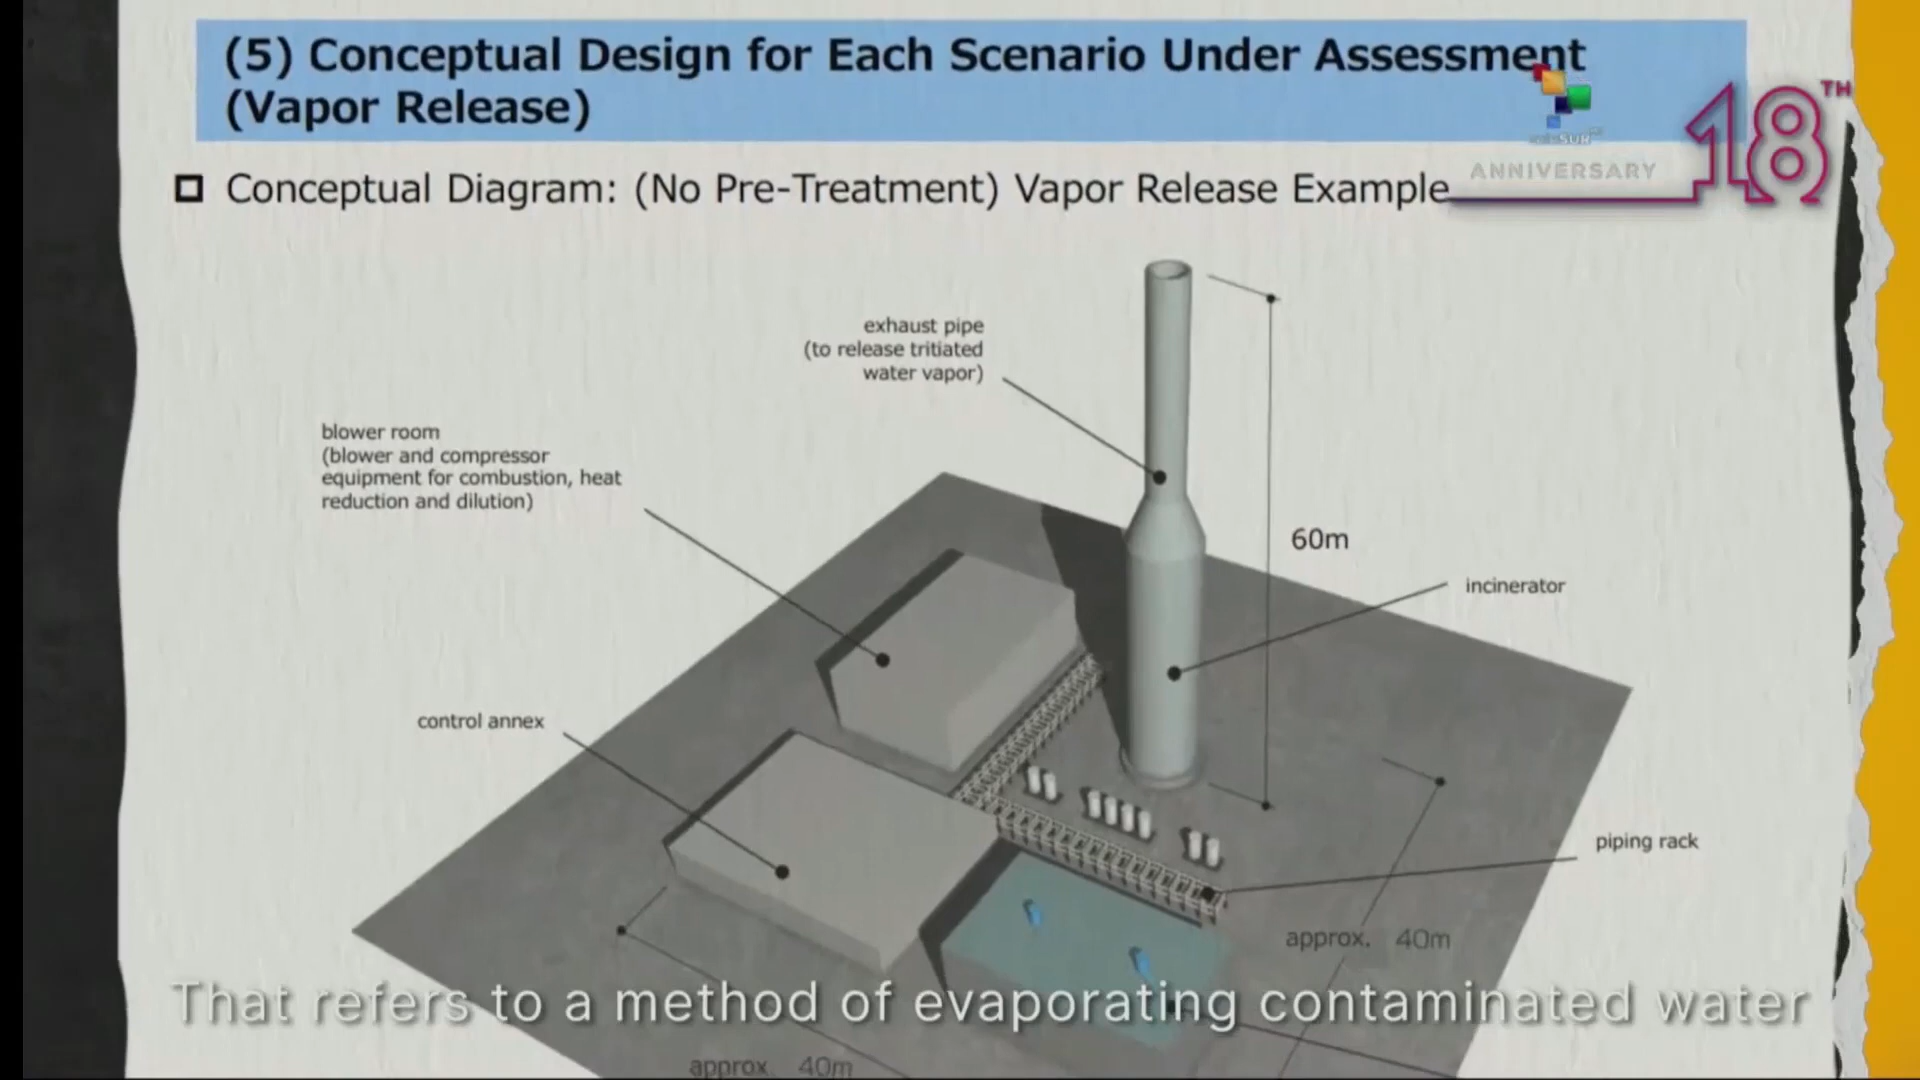 (5) Conceptual Design for Each Scenario Under Assessment
(Vapor Release)
TH
18
ANNIVERSARY
Conceptual Diagram: (No Pre-Treatment) Vapor Release Example
exhaust pipe
(to release tritiated
water vapor)
blower room
(blower and compressor
equipment for combustion, heat
reduction and dilution)
60m
incinerator
control annex
piping rack
approx. 40m
That refers to a method of evaporating contaminated water
approx. 40m